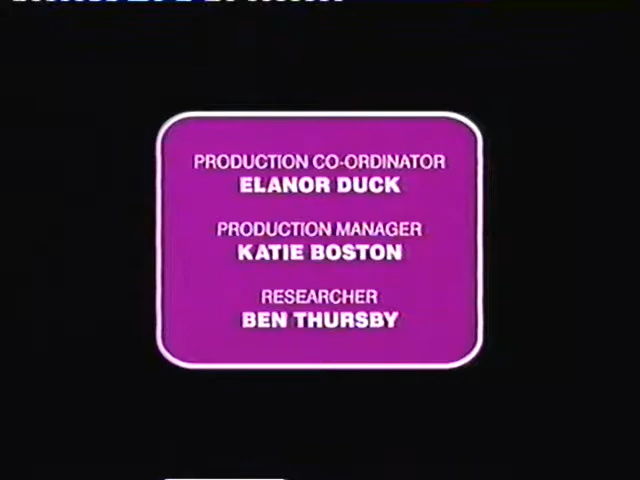 PRODUCTION CO-ORDINATOR
ELANOR DUCK
PRODUCTION MANAGER
KATIE BOSTON
RESEARCHER
BEN THURSBY